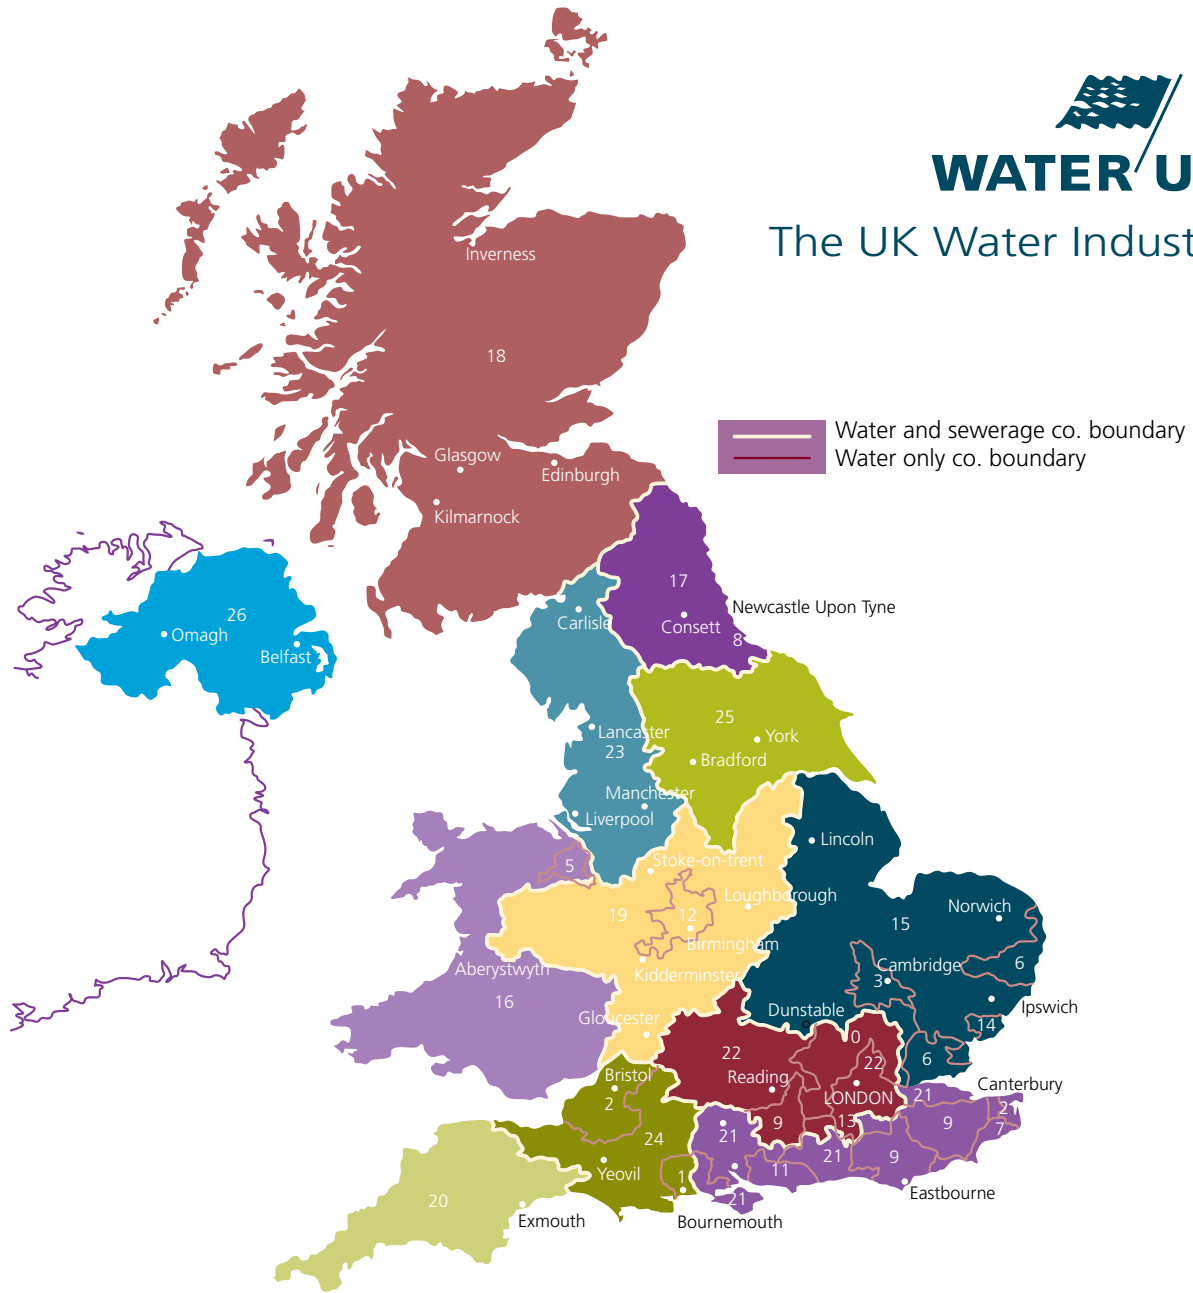 WATER U
The UK Water Indust
Inverness
18
Water and sewerage co. boundary
Water only co. boundary
Glasgow
Edinburgh
Kilmarnock
17
Newcastle Upon Tyne
26
Carlisle
Consett
8
Omagh
Belfast
25
Lancaster
York
23
Bradford
Manchester
Liverpool
Lincoln
5
Stoke-on-trent
Loughborough
19
12
15
Norwich
Birmingham
Aberystwyth
Kidderminster
Cambridge
6
3
16
Gloucester
Dunstable
Ipswich
14
0
22
22
6
Bristol
Reading
LONDON
21
Canterbury
2
2
9
13
9
7
24
21
21
9
Yeovil
1
11
20
21
Eastbourne
Exmouth
Bournemouth